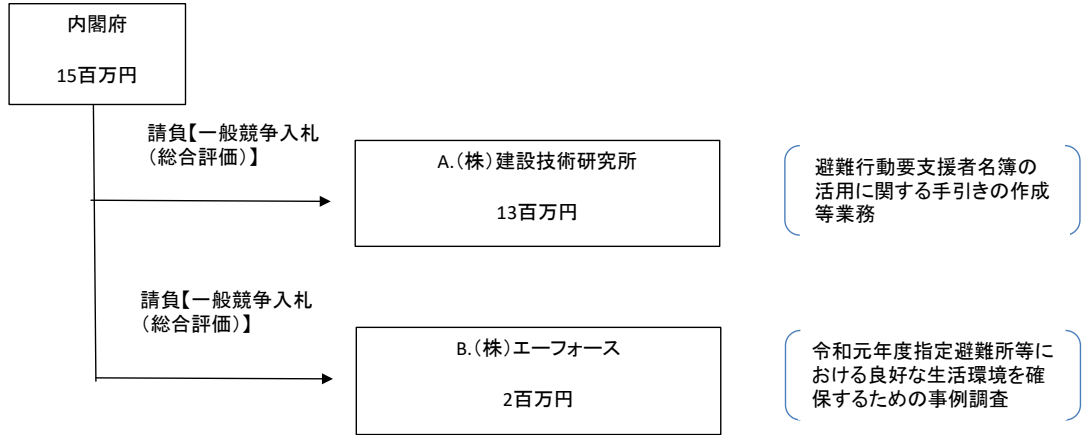 内閣府
15百万円
請負【一般競争入札
(総合評価)】
A.(株)建設技術研究所
13百万円
避難行動要支援者名簿の
活用に関する手引きの作成
等業務
請負【一般競争入札
(総合評価)】
B.(株)エーフォース
2百万円
令和元年度指定避難所等に
おける良好な生活環境を確
保するための事例調査